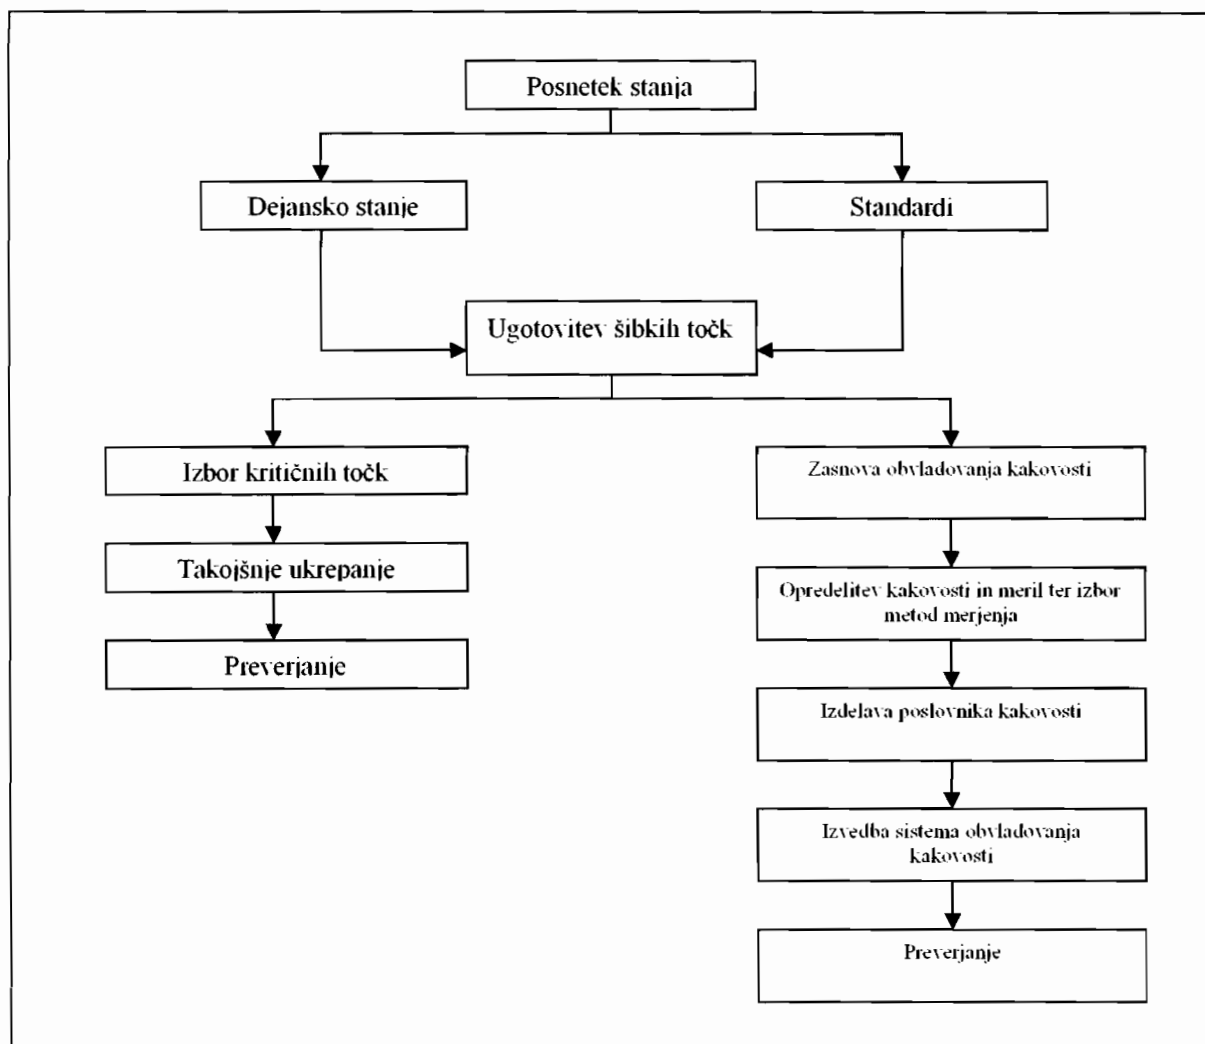 Posnetek stanja
Dejansko stanje
Standardi
Ugotovitev šibkih točk
Izbor kritičnih točk
Takojšnje ukrepanje
Preverjanje
Zasnova obvladovanja kakovosti
Opredelitev kakovosti in meril ter izbor
metod merjenja
Izdelava poslovnika kakovosti
Izvedba sistema obvladovanja
kakovosti
Preverjanje